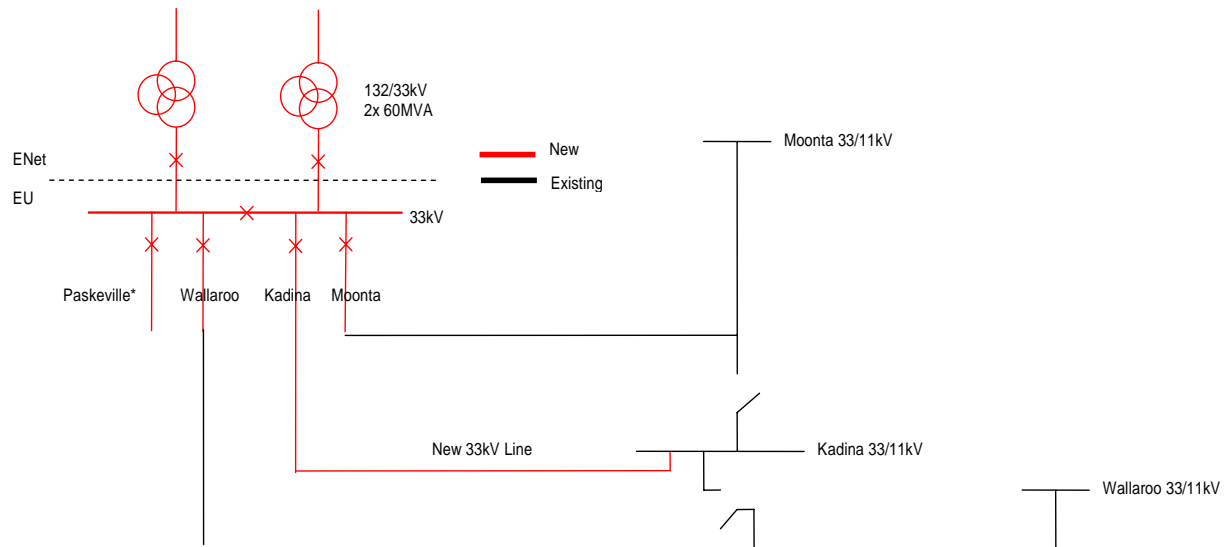 132/33kV
2x 60MVA
ENet
EU
33kV
New
Existing
Moonta 33/11kV
Paskeville*
Wallaroo
Kadina
Moonta
New 33kV Line
Kadina 33/11kV
Wallaroo 33/11kV